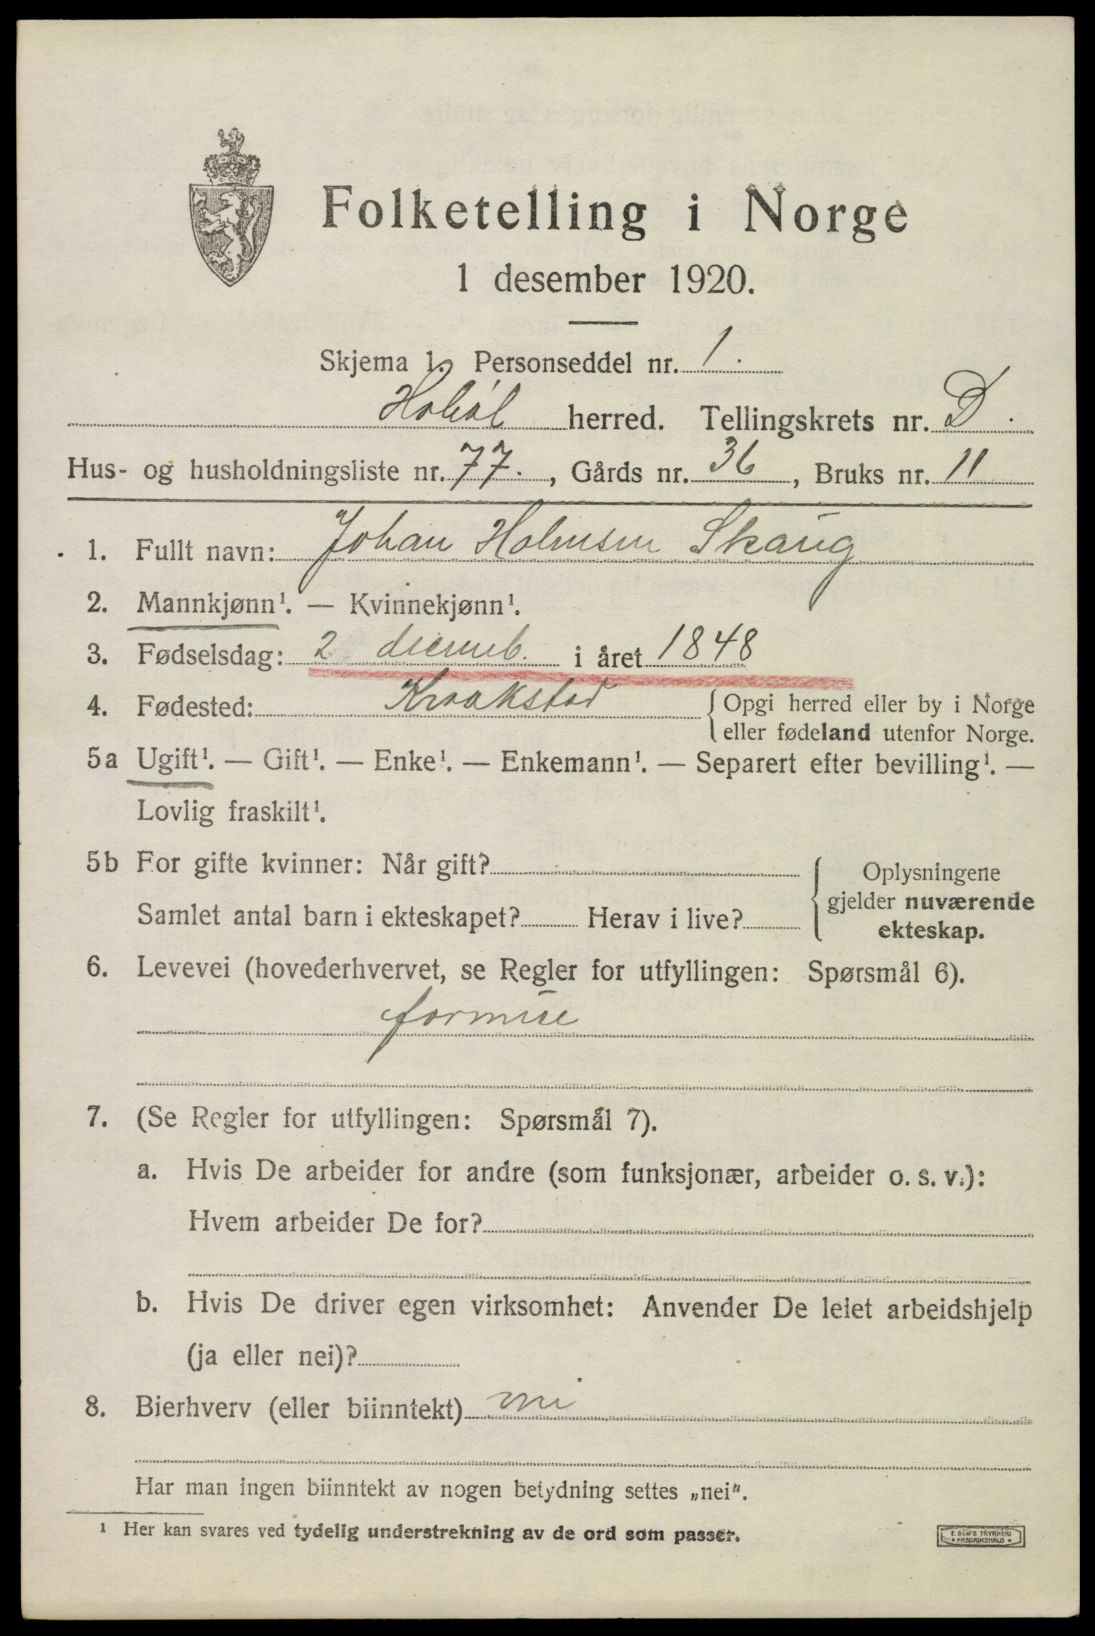 Folketelling i Norge
1 desember 1920.
Skjema 1. Personseddel nr. 1.
Hobøl herred. Tellingskrets nr. D.
Hus- og husholdningsliste nr. 77., Gårds nr. 36, Bruks nr. 11
1. Fullt navn: Johan Holmsen Skaug
2. Mannkjønn¹. — Kvinnekjønn¹.
3. Fødselsdag: 2 decemb. i året 1848
4. Fødested: Kraakstad {Opgi herred eller by i Norge
eller fødeland utenfor Norge.
5a Ugift¹. — Gift¹. — Enke¹. — Enkemann¹. — Separert efter bevilling¹. —
Lovlig fraskilt¹.
5b For gifte kvinner: Når gift? { Oplysningene
gjelder nuværende
Samlet antal barn i ekteskapet? Herav i live?
ekteskap.
6. Levevei (hovederhvervet, se Regler for utfyllingen: Spørsmål 6).
formue
7. (Se Regler for utfyllingen: Spørsmål 7).
a. Hvis De arbeider for andre (som funksjonær, arbeider o. s. v.):
Hvem arbeider De for?
b. Hvis De driver egen virksomhet: Anvender De leiet arbeidshjelp
(ja eller nei)?
8. Bierhverv (eller biinntekt) nei
Har man ingen biinntekt av nogen betydning settes „nei".
¹ Her kan svares ved tydelig understrekning av de ord som passer.
E. SEM'S TRYKKERI
• FREDRIKSHALD •